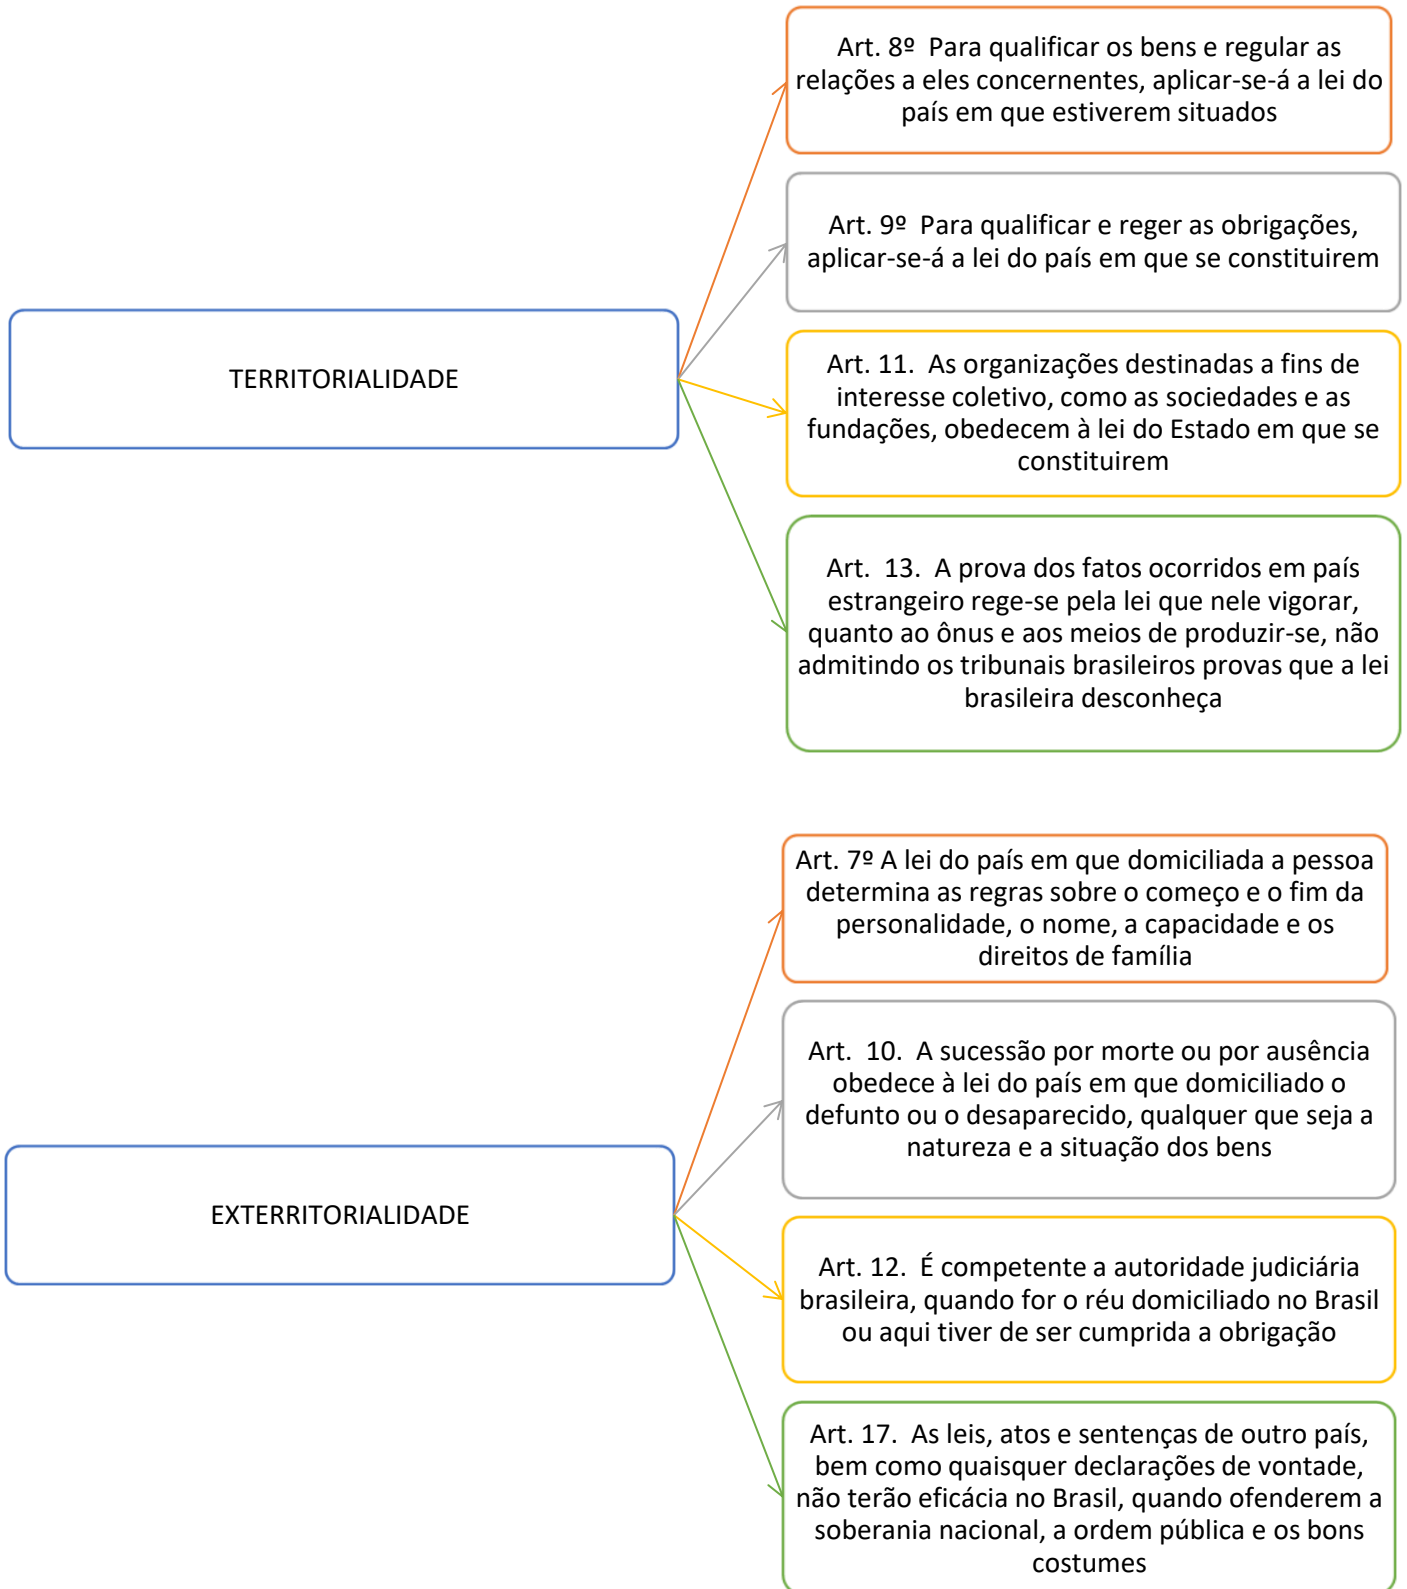 Art. 8º  Para qualificar os bens e regular as
relações a eles concernentes, aplicar-se-á a lei do
país em que estiverem situados
Art. 9º  Para qualificar e reger as obrigações,
aplicar-se-á a lei do país em que se constituirem
TERRITORIALIDADE
Art. 11.  As organizações destinadas a fins de
interesse coletivo, como as sociedades e as
fundações, obedecem à lei do Estado em que se
constituirem
Art.  13.  A prova dos fatos ocorridos em país
estrangeiro rege-se pela lei que nele vigorar,
quanto ao ônus e aos meios de produzir-se, não
admitindo os tribunais brasileiros provas que a lei
brasileira desconheça
Art. 7º A lei do país em que domiciliada a pessoa
determina as regras sobre o começo e o fim da
personalidade, o nome, a capacidade e os
direitos de família
Art.  10.  A sucessão por morte ou por ausência
obedece à lei do país em que domiciliado o
defunto ou o desaparecido, qualquer que seja a
natureza e a situação dos bens
EXTERRITORIALIDADE
Art. 12.  É competente a autoridade judiciária
brasileira, quando for o réu domiciliado no Brasil
ou aqui tiver de ser cumprida a obrigação
Art. 17.  As leis, atos e sentenças de outro país,
bem como quaisquer declarações de vontade,
não terão eficácia no Brasil, quando ofenderem a
soberania nacional, a ordem pública e os bons
costumes